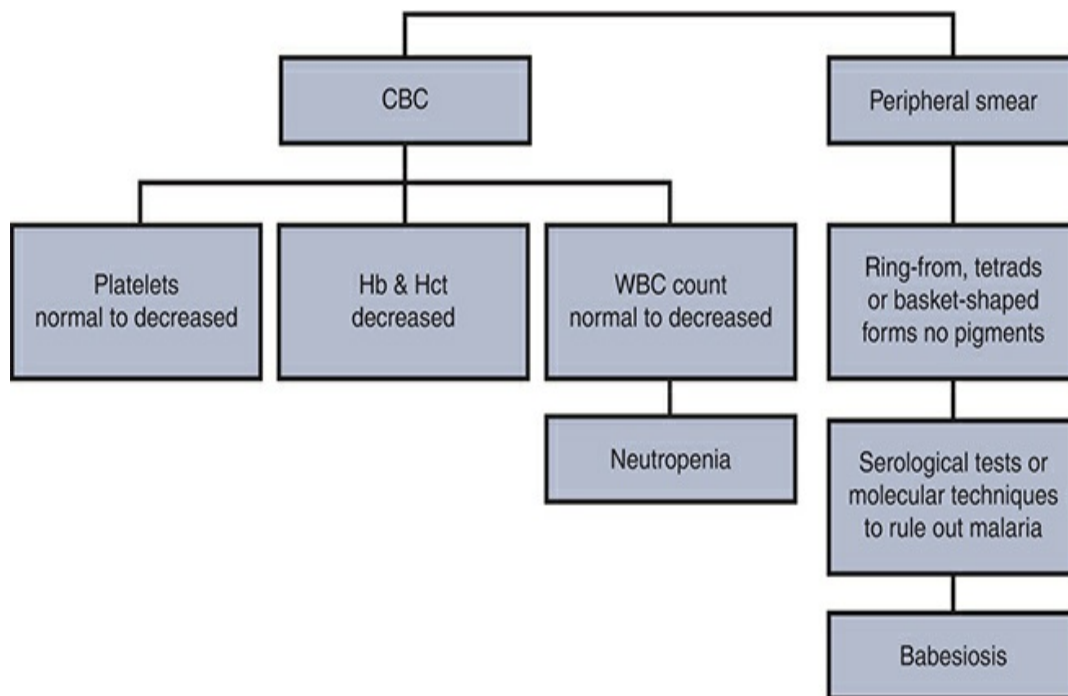 CBC
Peripheral smear
Platelets
normal to decreased
Hb & Hct
decreased
WBC count
normal to decreased
Ring-from, tetrads
or basket-shaped
forms no pigments
Neutropenia
Serological tests or
molecular techniques
to rule out malaria
Babesiosis